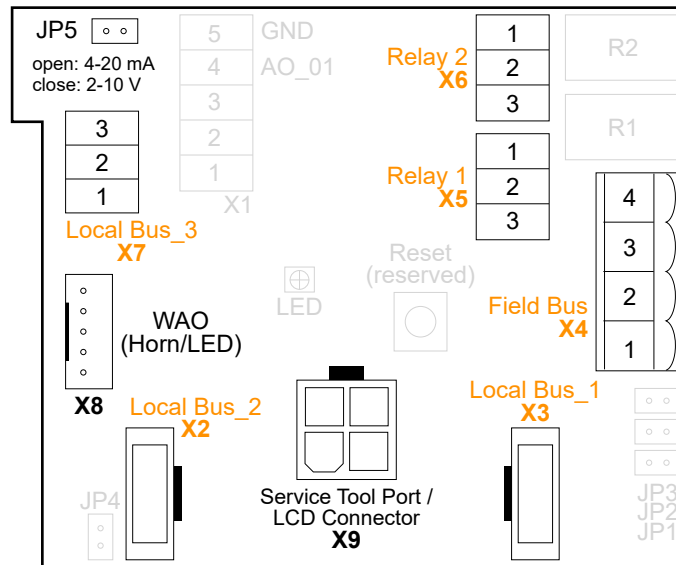 JP5
open: 4-20 mA
close: 2-10 V
5 GND
4 AO_01
3
2
1
X1
Relay 2
X6
1
2
3
R2
R1
Relay 1
X5
1
2
3
3
2
1
Local Bus_3
X7
Reset
(reserved)
LED
Field Bus
X4
4
3
2
1
WAO
(Horn/LED)
X8
Local Bus_2
X2
Local Bus_1
X3
JP4
Service Tool Port /
LCD Connector
X9
JP3
JP2
JP1